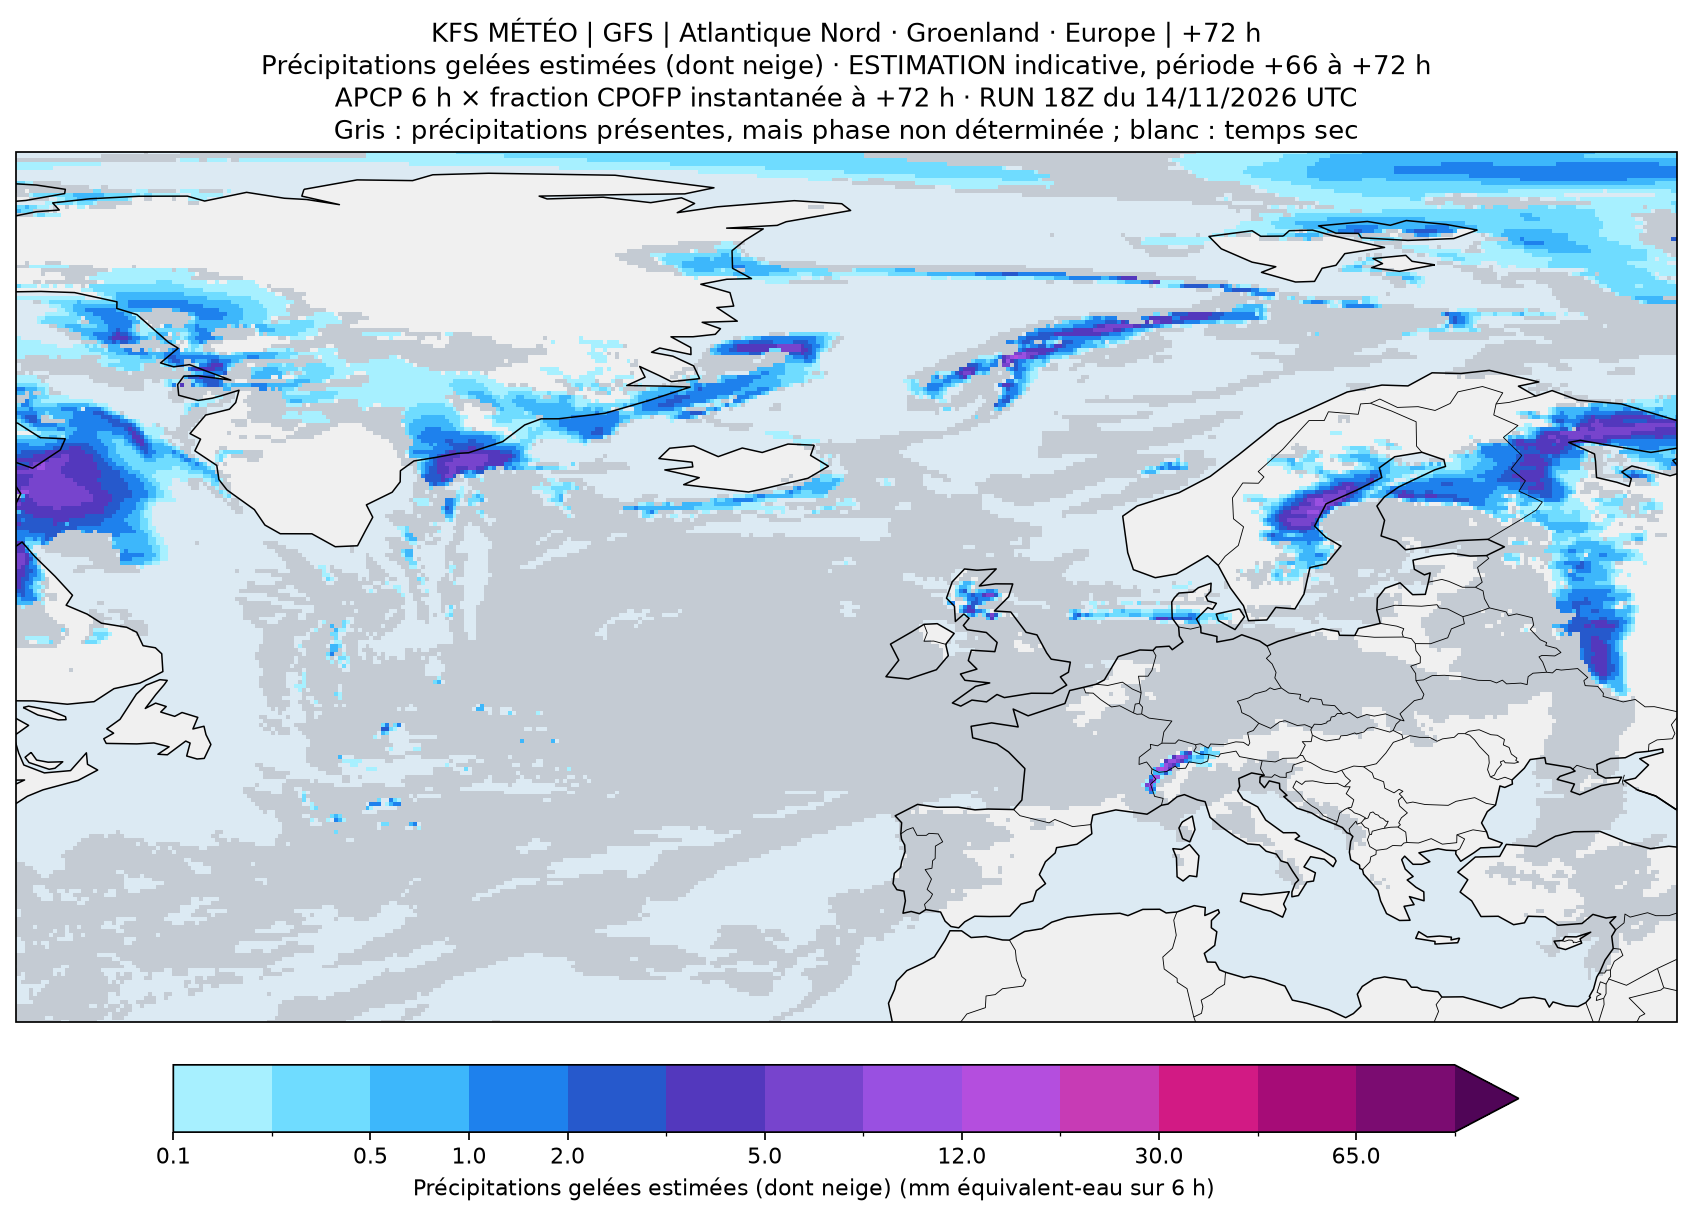 KFS MÉTÉO | GFS | Atlantique Nord · Groenland · Europe | +72 h
Précipitations gelées estimées (dont neige) · ESTIMATION indicative, période +66 à +72 h
APCP 6 h × fraction CPOFP instantanée à +72 h · RUN 18Z du 14/11/2026 UTC
Gris : précipitations présentes, mais phase non déterminée ; blanc : temps sec
0.1 0.5 1.0 2.0 5.0 12.0 30.0 65.0
Précipitations gelées estimées (dont neige) (mm équivalent-eau sur 6 h)